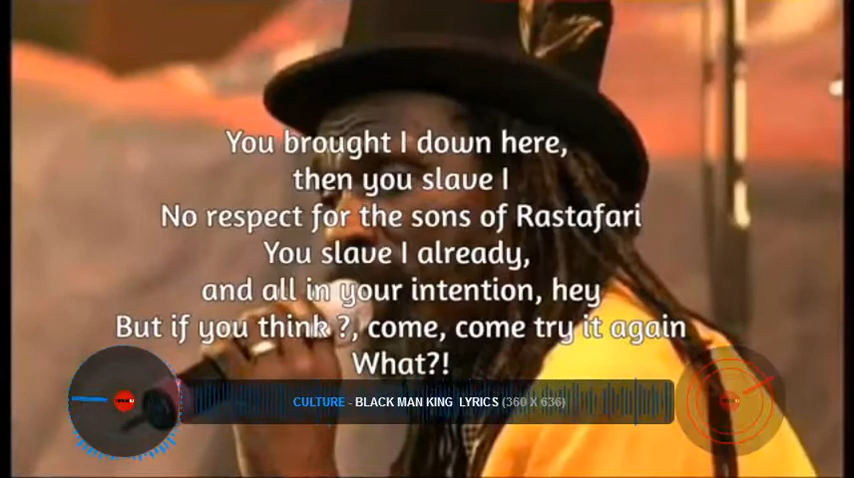 You brought I down here,
then you slave I
No respect for the sons of Rastafari
You slave I already,
and all in your intention, hey
But if you think ?, come, come try it again
What?!
CULTURE - BLACK MAN KING LYRICS (360 X 636)